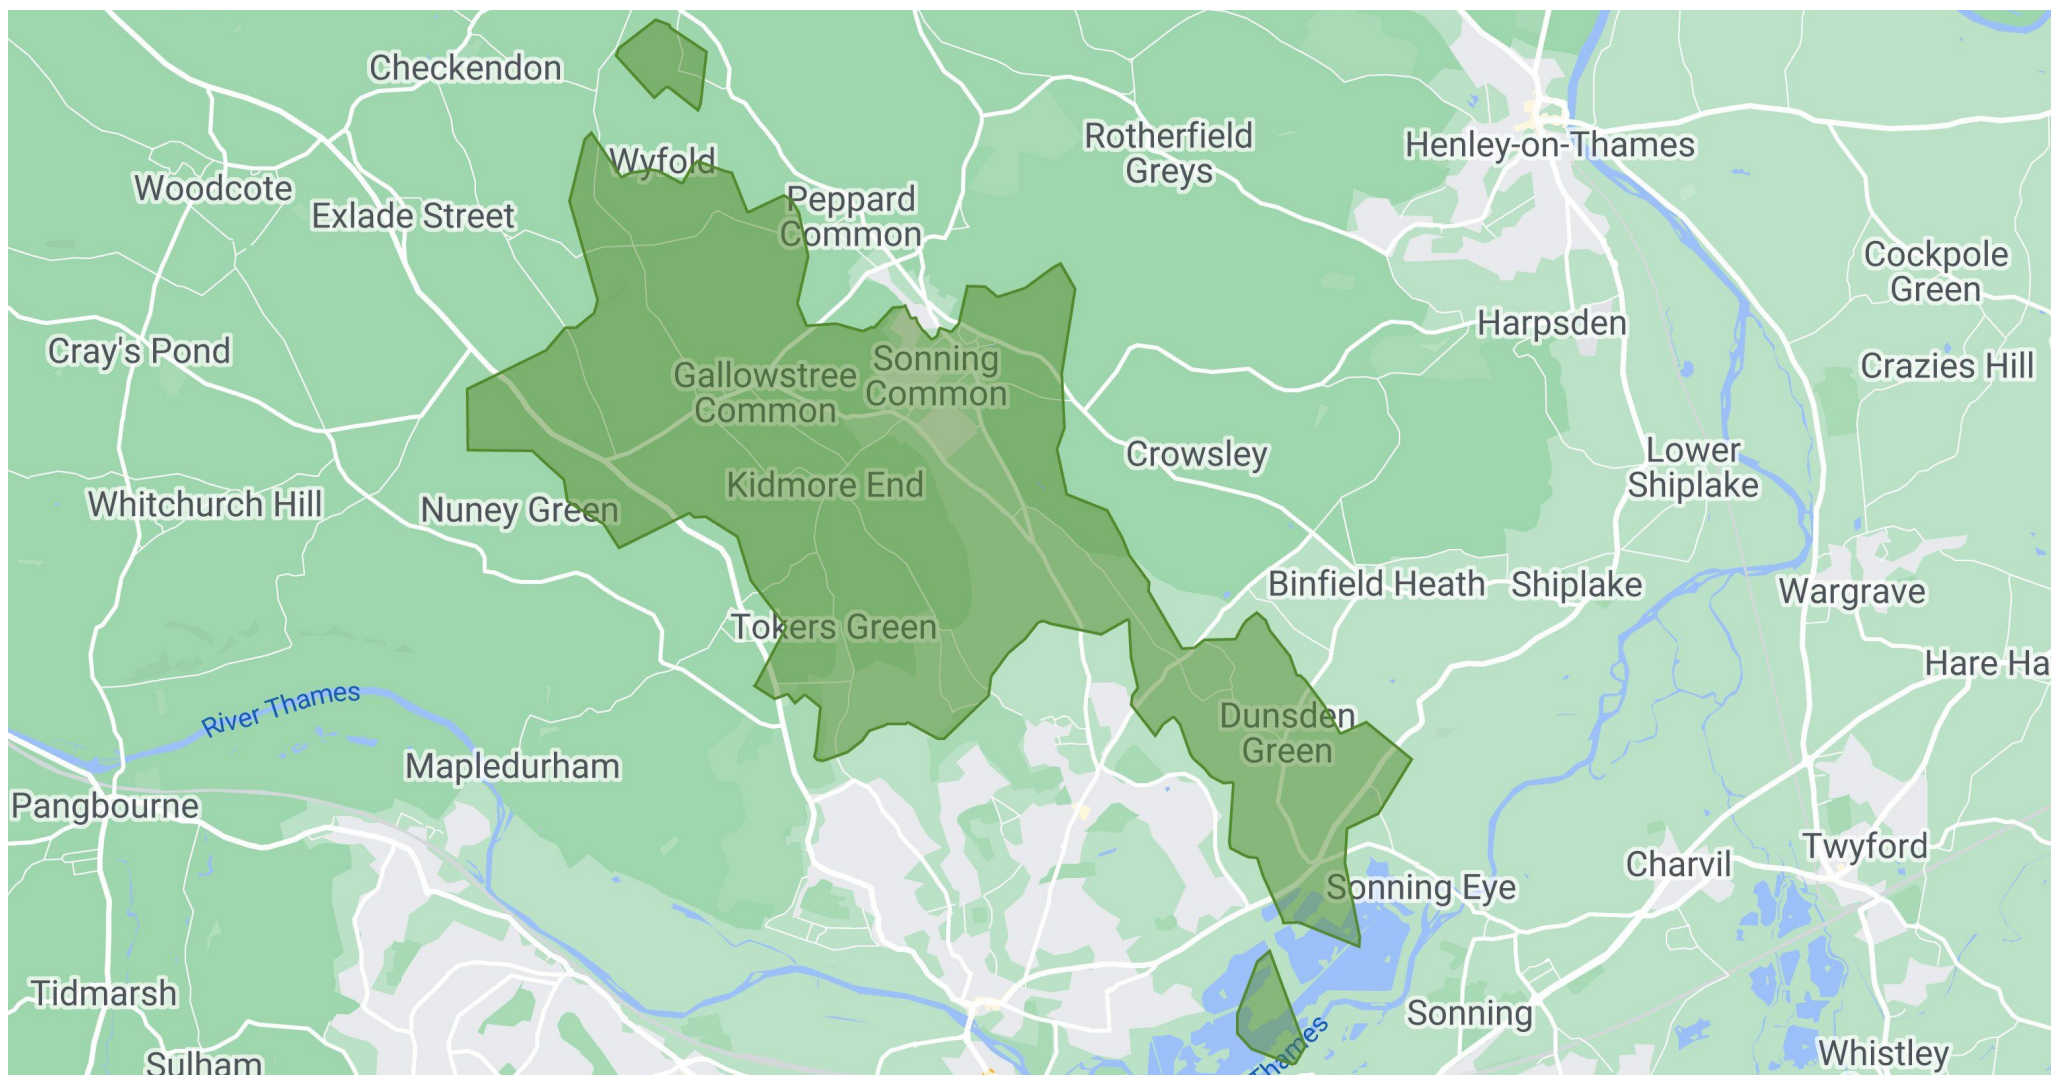 Checkendon
Wyfold
Rotherfield
Greys
Henley-on-Thames
Woodcote
Exlade Street
Peppard
Common
Cockpole
Green
Harpsden
Cray's Pond
Gallowstree
Common
Sonning
Common
Crazies Hill
Crowsley
Lower
Shiplake
Whitchurch Hill
Nuney Green
Kidmore End
Binfield Heath
Shiplake
Wargrave
Tokers Green
Hare Ha
River Thames
Dunsden
Green
Mapledurham
Pangbourne
Sonning Eye
Charvil
Twyford
Tidmarsh
Sonning
Thames
Sulham
Whistley